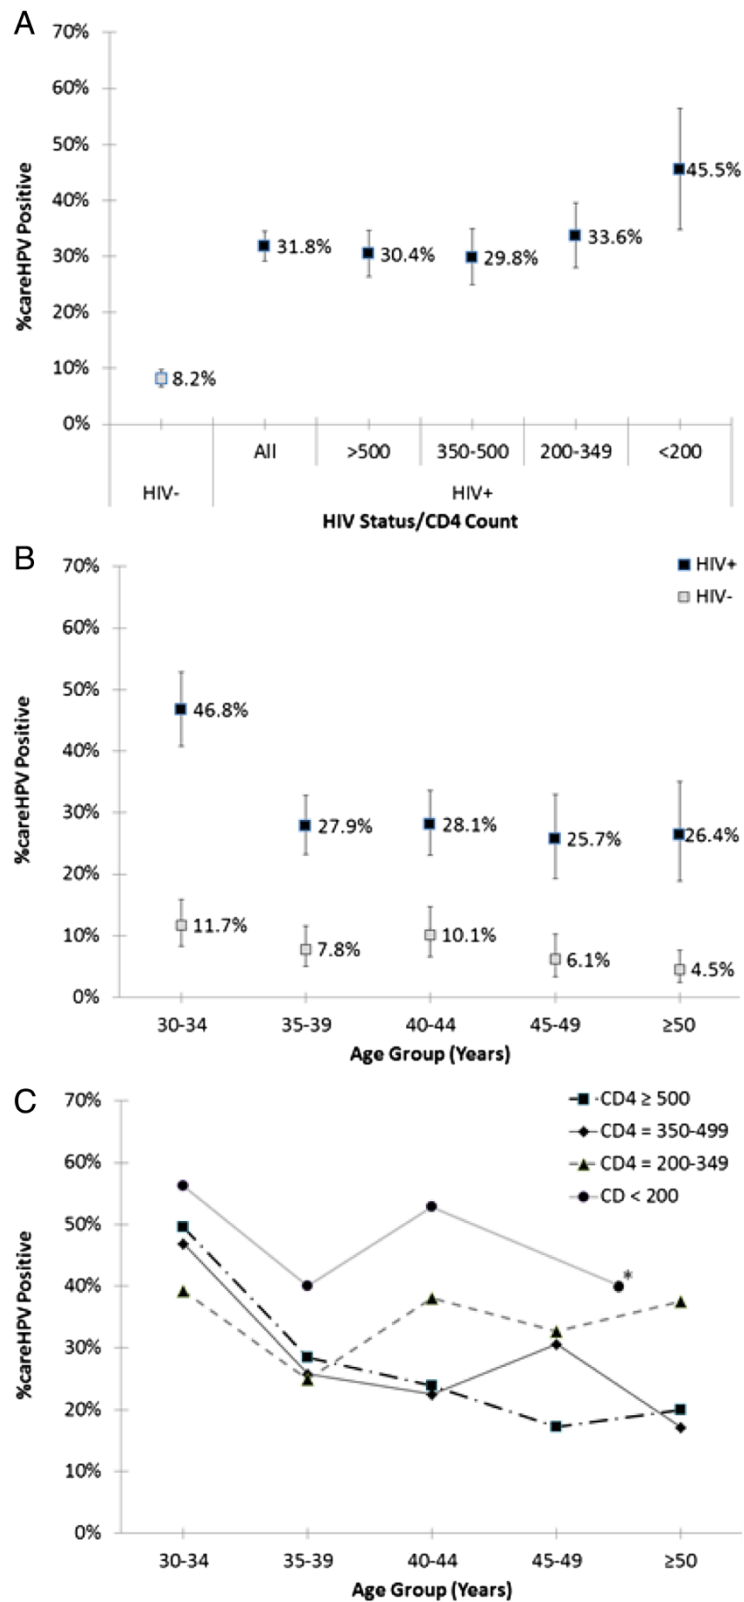 A
%careHPV Positive
70%
60%
50%
40%
30%
20%
10%
0%
8.2%
31.8%
30.4%
29.8%
33.6%
45.5%
All >500 350-500 200-349 <200
HIV- HIV+
HIV Status/CD4 Count
B
%careHPV Positive
70%
60%
50%
40%
30%
20%
10%
0%
HIV+
HIV-
46.8%
27.9%
28.1%
25.7%
26.4%
11.7%
7.8%
10.1%
6.1%
4.5%
30-34 35-39 40-44 45-49 ≥50
Age Group (Years)
C
%careHPV Positive
70%
60%
50%
40%
30%
20%
10%
0%
CD4 ≥ 500
CD4 = 350-499
CD4 = 200-349
CD < 200
*
30-34 35-39 40-44 45-49 ≥50
Age Group (Years)